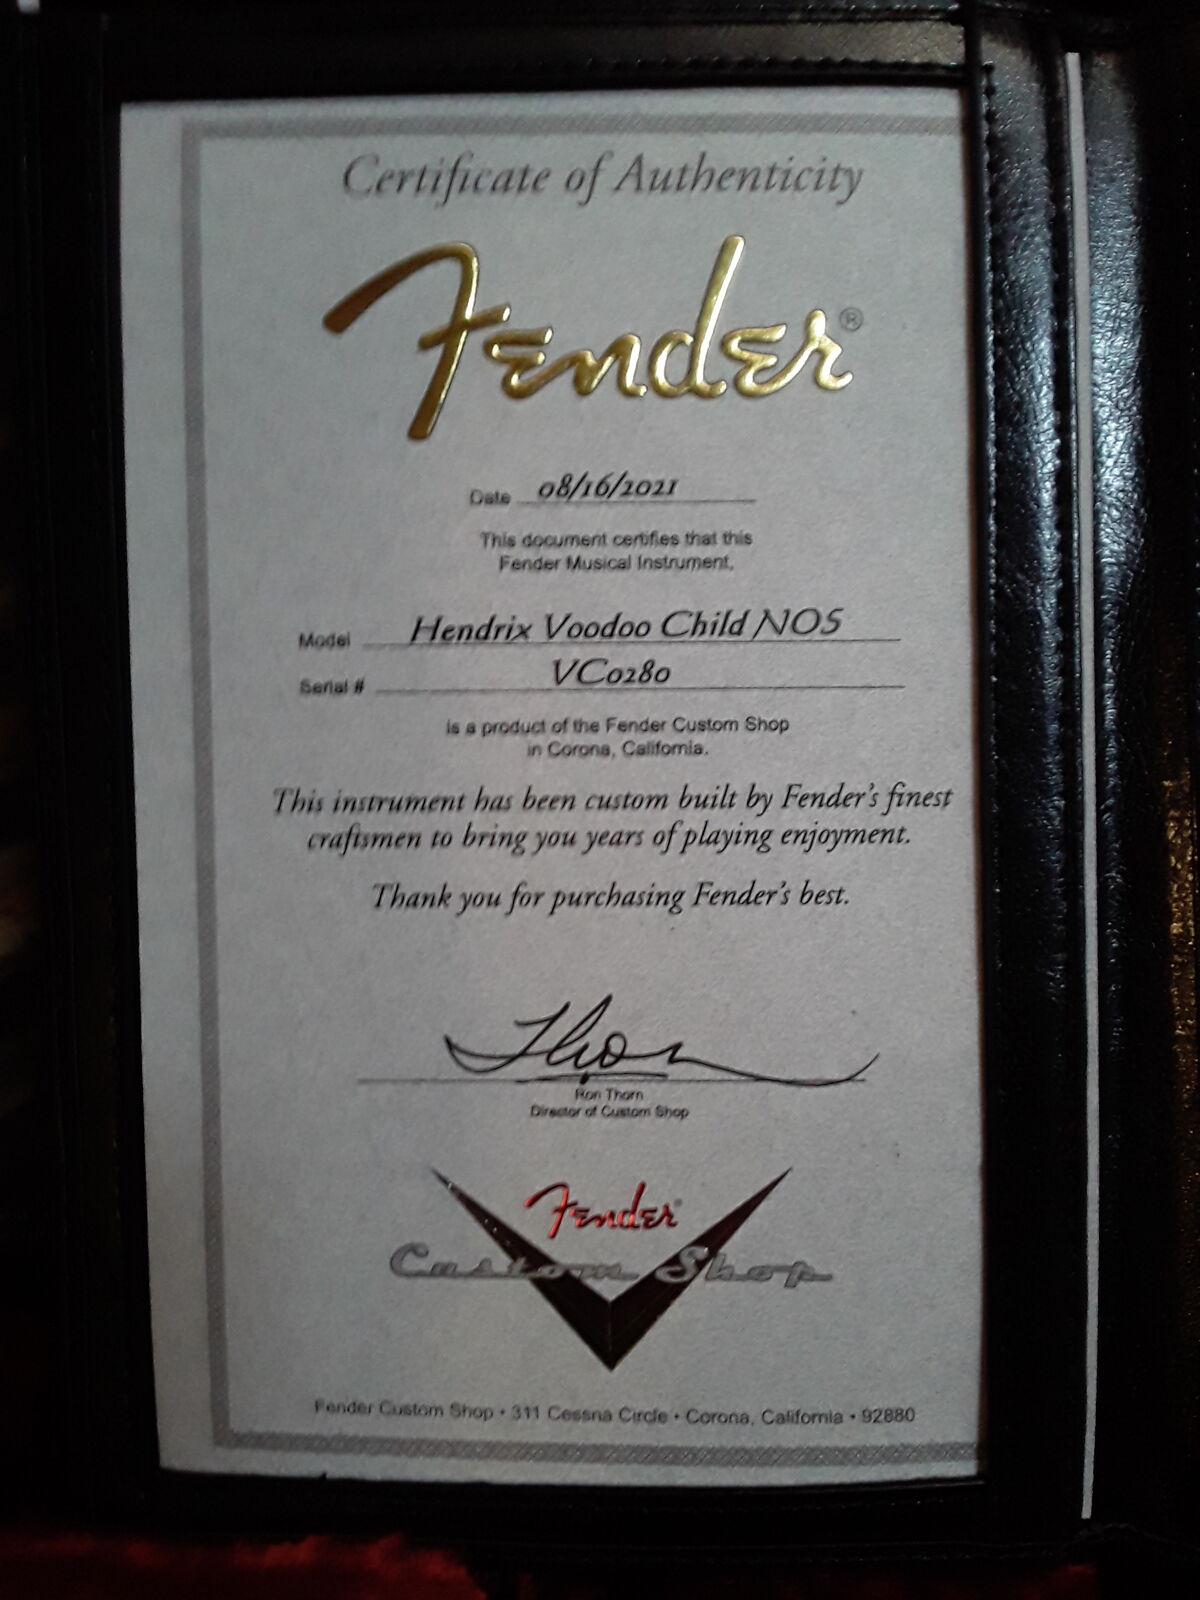 Certificate of Authenticity
Fender®
Date 08/16/2021
This document certifies that this
Fender Musical Instrument,
Model Hendrix Voodoo Child NOS
Serial # VC0280
is a product of the Fender Custom Shop
in Corona, California.
This instrument has been custom built by Fender's finest
craftsmen to bring you years of playing enjoyment.
Thank you for purchasing Fender's best.
Thorn
Ron Thorn
Director of Custom Shop
Fender
Custom Shop
Fender Custom Shop • 311 Cessna Circle • Corona, California • 92880